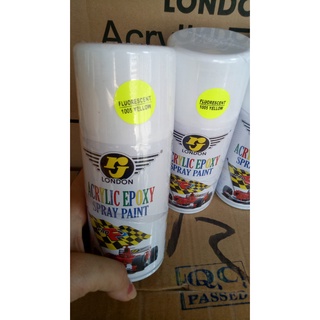 LONDON
Acrylic
FLUORESCENT
1005 YELLOW
RJ
LONDON
ACRYLIC EPOXY
SPRAY PAINT
FLUORESCENT
1005 YELLOW
RJ
LONDON
ACRYLIC EPOXY
SPRAY PAINT
13
Q.C
PASSED